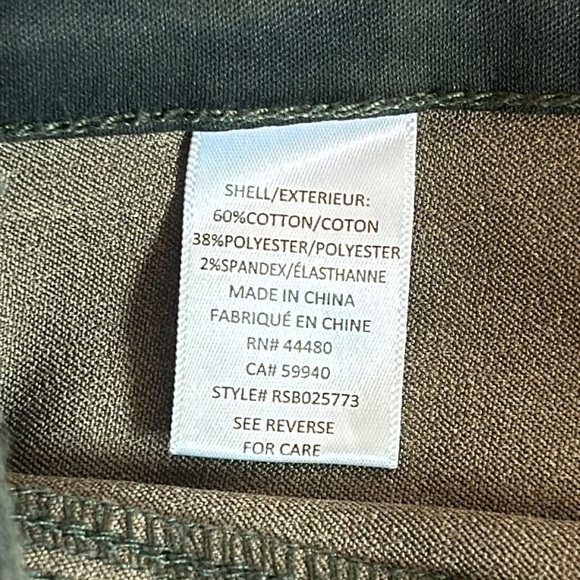 SHELL/EXTERIEUR:
60%COTTON/COTON
38%POLYESTER/POLYESTER
2%SPANDEX/ÉLASTHANNE
MADE IN CHINA
FABRIQUÉ EN CHINE
RN# 44480
CA# 59940
STYLE# RSB025773
SEE REVERSE
FOR CARE